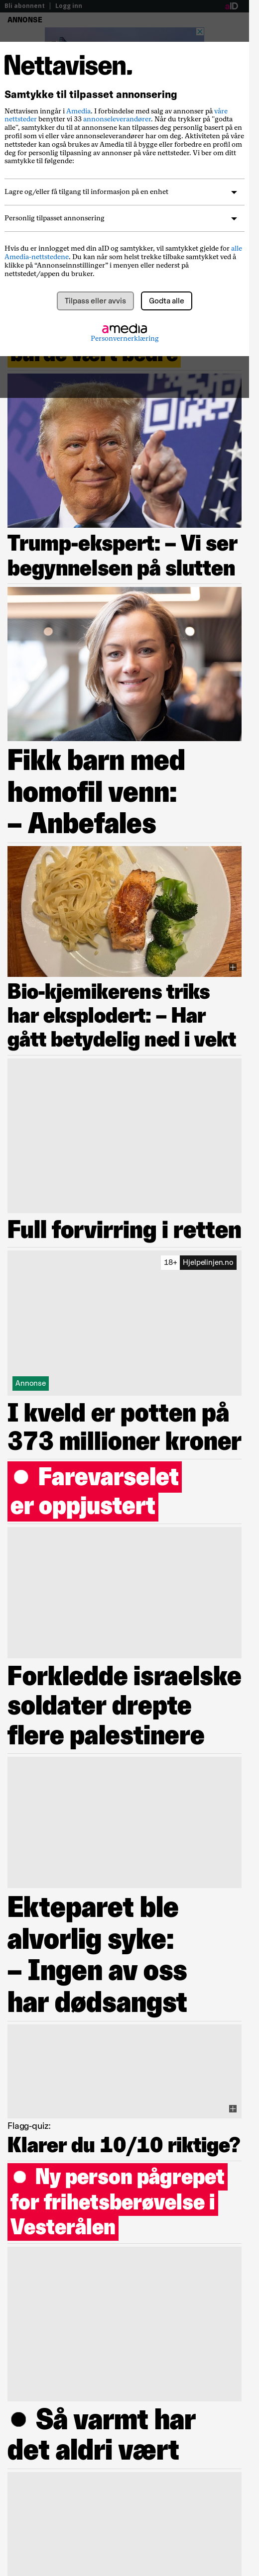 Bli abonnent | Logg inn
aID
ANNONSE
Nettavisen.
Samtykke til tilpasset annonsering
Nettavisen inngår i Amedia. I forbindelse med salg av annonser på våre
nettsteder benytter vi 33 annonseleverandører. Når du trykker på "godta
alle", samtykker du til at annonsene kan tilpasses deg personlig basert på en
profil som vi eller våre annonseleverandører har om deg. Aktiviteten på våre
nettsteder kan også brukes av Amedia til å bygge eller forbedre en profil om
deg for personlig tilpasning av annonser på våre nettsteder. Vi ber om ditt
samtykke til følgende:
Lagre og/eller få tilgang til informasjon på en enhet
Personlig tilpasset annonsering
Hvis du er innlogget med din aID og samtykker, vil samtykket gjelde for alle
Amedia-nettstedene. Du kan når som helst trekke tilbake samtykket ved å
klikke på “Annonseinnstillinger” i menyen eller nederst på
nettstedet/appen du bruker.
Tilpass eller avvis
Godta alle
amedia
Personvernerklæring
Trump-ekspert: – Vi ser
begynnelsen på slutten
Fikk barn med
homofil venn:
– Anbefales
Bio-kjemikerens triks
har eksplodert: – Har
gått betydelig ned i vekt
Full forvirring i retten
18+ Hjelpelinjen.no
Annonse
I kveld er potten på
373 millioner kroner
● Farevarselet
er oppjustert
Forkledde israelske
soldater drepte
flere palestinere
Ekteparet ble
alvorlig syke:
– Ingen av oss
har dødsangst
Flagg-quiz:
Klarer du 10/10 riktige?
● Ny person pågrepet
for frihetsberøvelse i
Vesterålen
● Så varmt har
det aldri vært